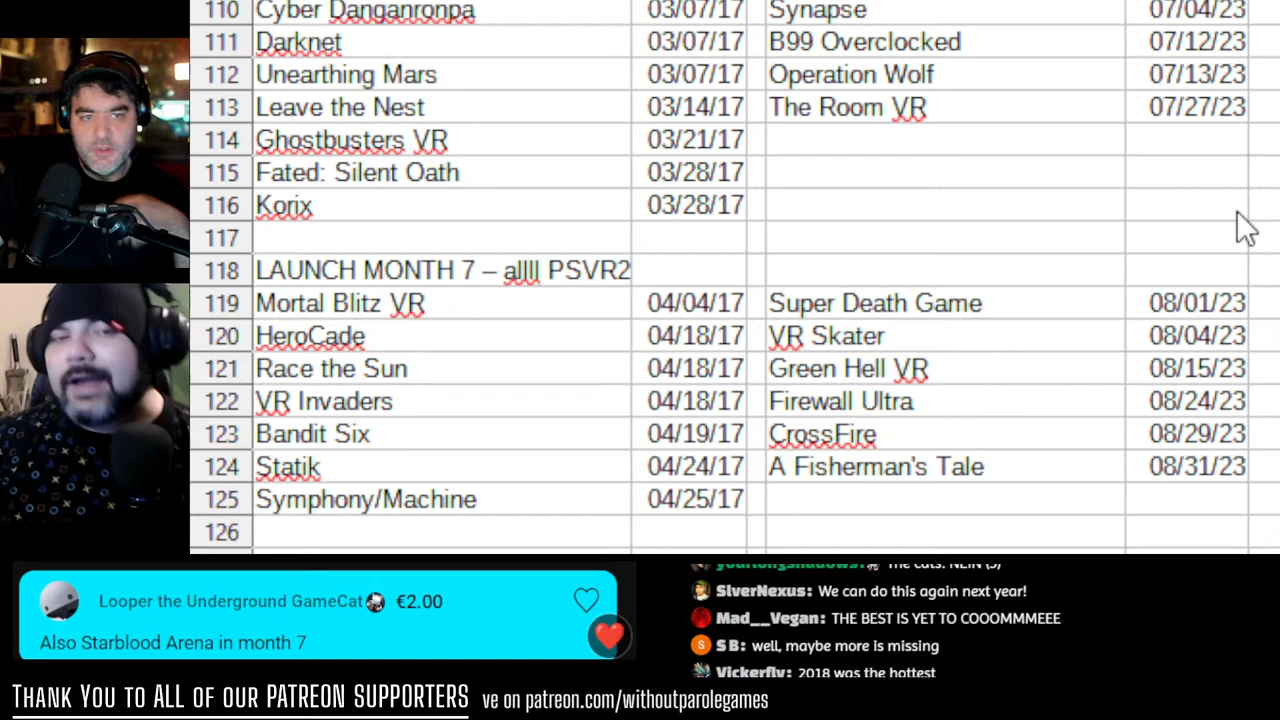 110 Cyber Danganronpa 03/07/17 Synapse 07/04/23
111 Darknet 03/07/17 B99 Overclocked 07/12/23
112 Unearthing Mars 03/07/17 Operation Wolf 07/13/23
113 Leave the Nest 03/14/17 The Room VR 07/27/23
114 Ghostbusters VR 03/21/17
115 Fated: Silent Oath 03/28/17
116 Korix 03/28/17
117
118 LAUNCH MONTH 7 – allll PSVR2
119 Mortal Blitz VR 04/04/17 Super Death Game 08/01/23
120 HeroCade 04/18/17 VR Skater 08/04/23
121 Race the Sun 04/18/17 Green Hell VR 08/15/23
122 VR Invaders 04/18/17 Firewall Ultra 08/24/23
123 Bandit Six 04/19/17 CrossFire 08/29/23
124 Statik 04/24/17 A Fisherman's Tale 08/31/23
125 Symphony/Machine 04/25/17
126
Looper the Underground GameCat €2.00
Also Starblood Arena in month 7
yourlongshadows: The cats. NEIN (S)
SlverNexus: We can do this again next year!
Mad__Vegan: THE BEST IS YET TO COOOMMMEEE
S B: well, maybe more is missing
Vickerflv: 2018 was the hottest
THANK YOU TO ALL OF OUR PATREON SUPPORTERS ve on patreon.com/withoutparolegames